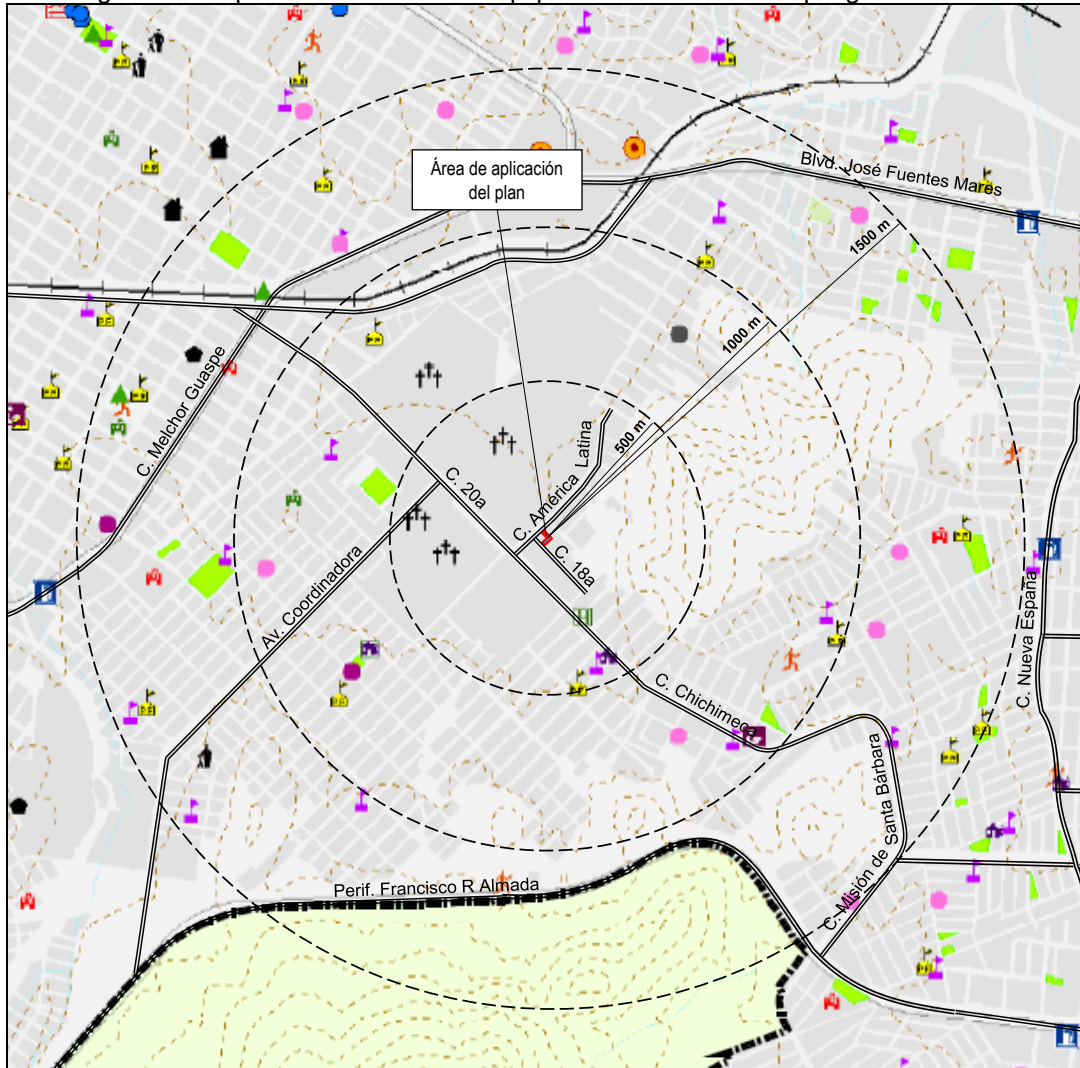 Área de aplicación
del plan
Blvd. José Fuentes Mares
1500 m
1000 m
500 m
C. Melchor Guaspe
C. 20a
C. América Latina
C. 18a
Av. Coordinadora
C. Chichimeca
C. Nueva España
C. Misión de Santa Bárbara
Perif. Francisco R Almada